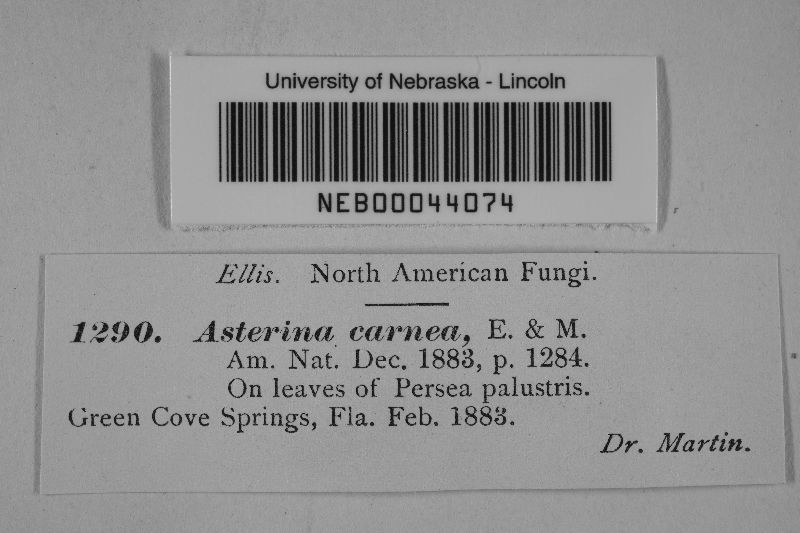 University of Nebraska - Lincoln
NEB00044074
Ellis. North American Fungi.
1290. Asterina carnea, E. & M.
Am. Nat. Dec. 1883, p. 1284.
On leaves of Persea palustris.
Green Cove Springs, Fla. Feb. 1883.
Dr. Martin.